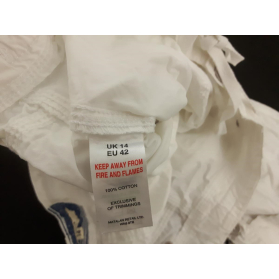 UK 14
EU 42
KEEP AWAY FROM
FIRE AND FLAMES
100% COTTON
EXCLUSIVE
OF TRIMMINGS